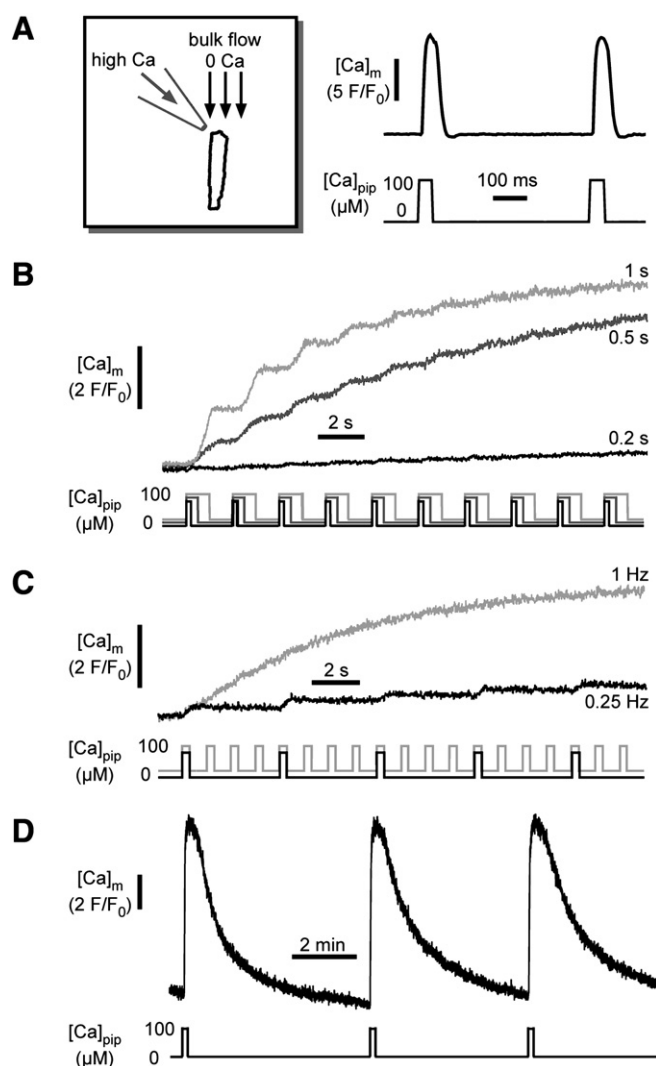 A
high Ca
bulk flow
0 Ca
[Ca]m
(5 F/F0)
[Ca]pip
(µM)
100
0
100 ms
B
1 s
0.5 s
0.2 s
[Ca]m
(2 F/F0)
2 s
[Ca]pip
(µM)
100
0
C
1 Hz
0.25 Hz
[Ca]m
(2 F/F0)
2 s
[Ca]pip
(µM)
100
0
D
[Ca]m
(2 F/F0)
2 min
[Ca]pip
(µM)
100
0